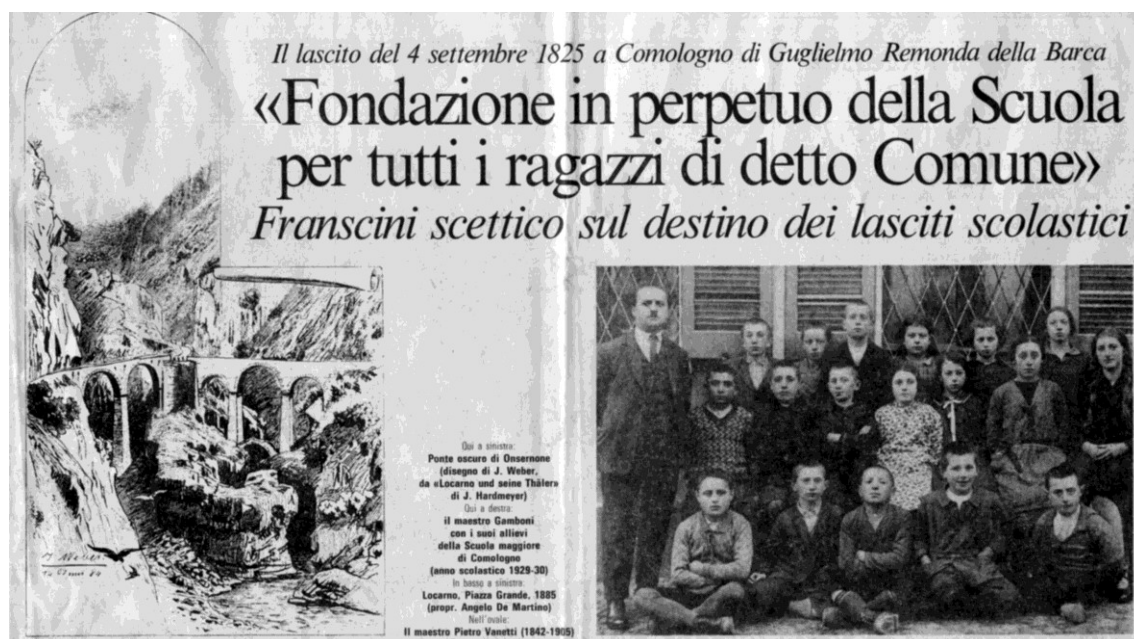 Il lascito del 4 settembre 1825 a Comologno di Guglielmo Remonda della Barca
«Fondazione in perpetuo della Scuola
per tutti i ragazzi di detto Comune»
Franscini scettico sul destino dei lasciti scolastici
Qui a sinistra:
Ponte oscuro di Onsernone
(disegno di J. Weber,
da «Locarno und seine Thäler»
di J. Hardmeyer)
Qui a destra:
il maestro Gamboni
con i suoi allievi
della Scuola maggiore
di Comologno
(anno scolastico 1929-30)
In basso a sinistra:
Locarno, Piazza Grande, 1885
(propr. Angelo De Martino)
Nell'ovale:
Il maestro Pietro Vanetti (1842-1905)
J. Weber